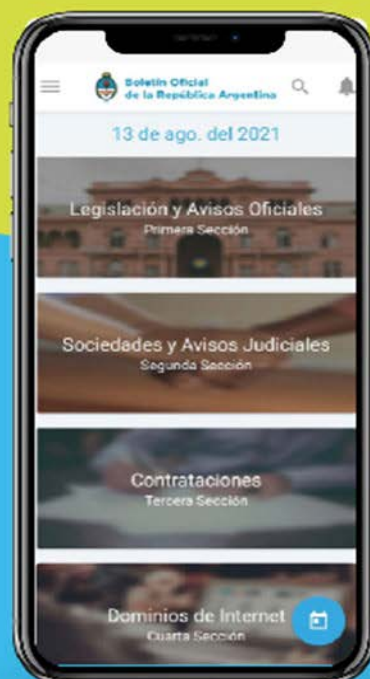 Boletín Oficial
de la República Argentina
13 de ago. del 2021
Legislación y Avisos Oficiales
Primera Sección
Sociedades y Avisos Judiciales
Segunda Sección
Contrataciones
Tercera Sección
Dominios de Internet
Cuarta Sección